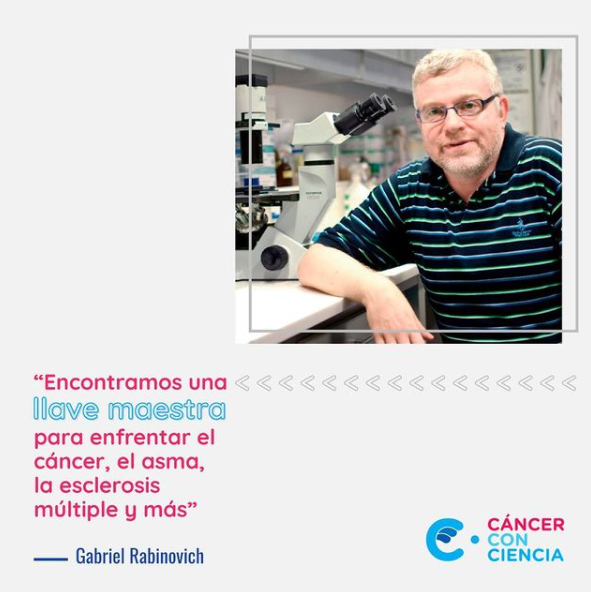 “Encontramos una
llave maestra
para enfrentar el
cáncer, el asma,
la esclerosis
múltiple y más”
Gabriel Rabinovich
CÁNCER
CON
CIENCIA